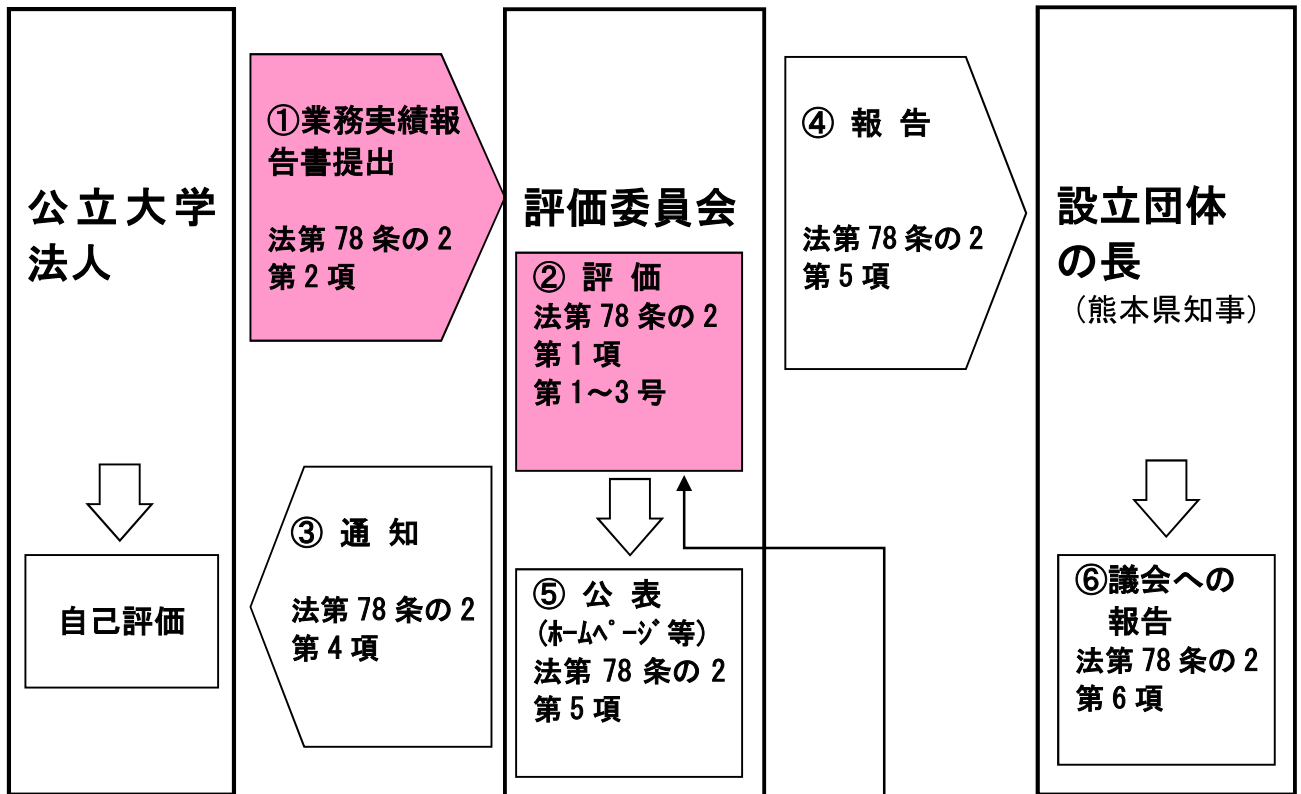 公立大学
法人
自己評価
①業務実績報
告書提出
法第78条の2
第2項
③ 通 知
法第78条の2
第4項
評価委員会
② 評 価
法第78条の2
第1項
第1～3号
⑤ 公 表
(ﾎｰﾑﾍﾟｰｼﾞ等)
法第78条の2
第5項
④ 報 告
法第78条の2
第5項
設立団体
の長
（熊本県知事）
⑥議会への
報告
法第78条の2
第6項